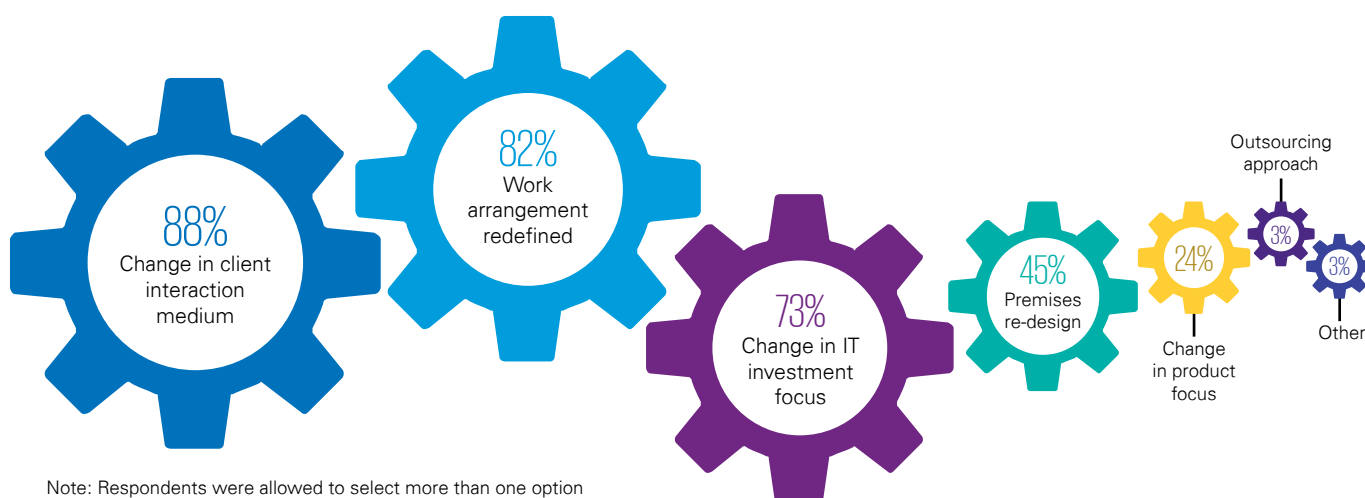 88%
Change in client
interaction
medium
82%
Work
arrangement
redefined
73%
Change in IT
investment
focus
45%
Premises
re-design
24%
Change
in product
focus
Outsourcing
approach
3%
3%
Other
Note: Respondents were allowed to select more than one option